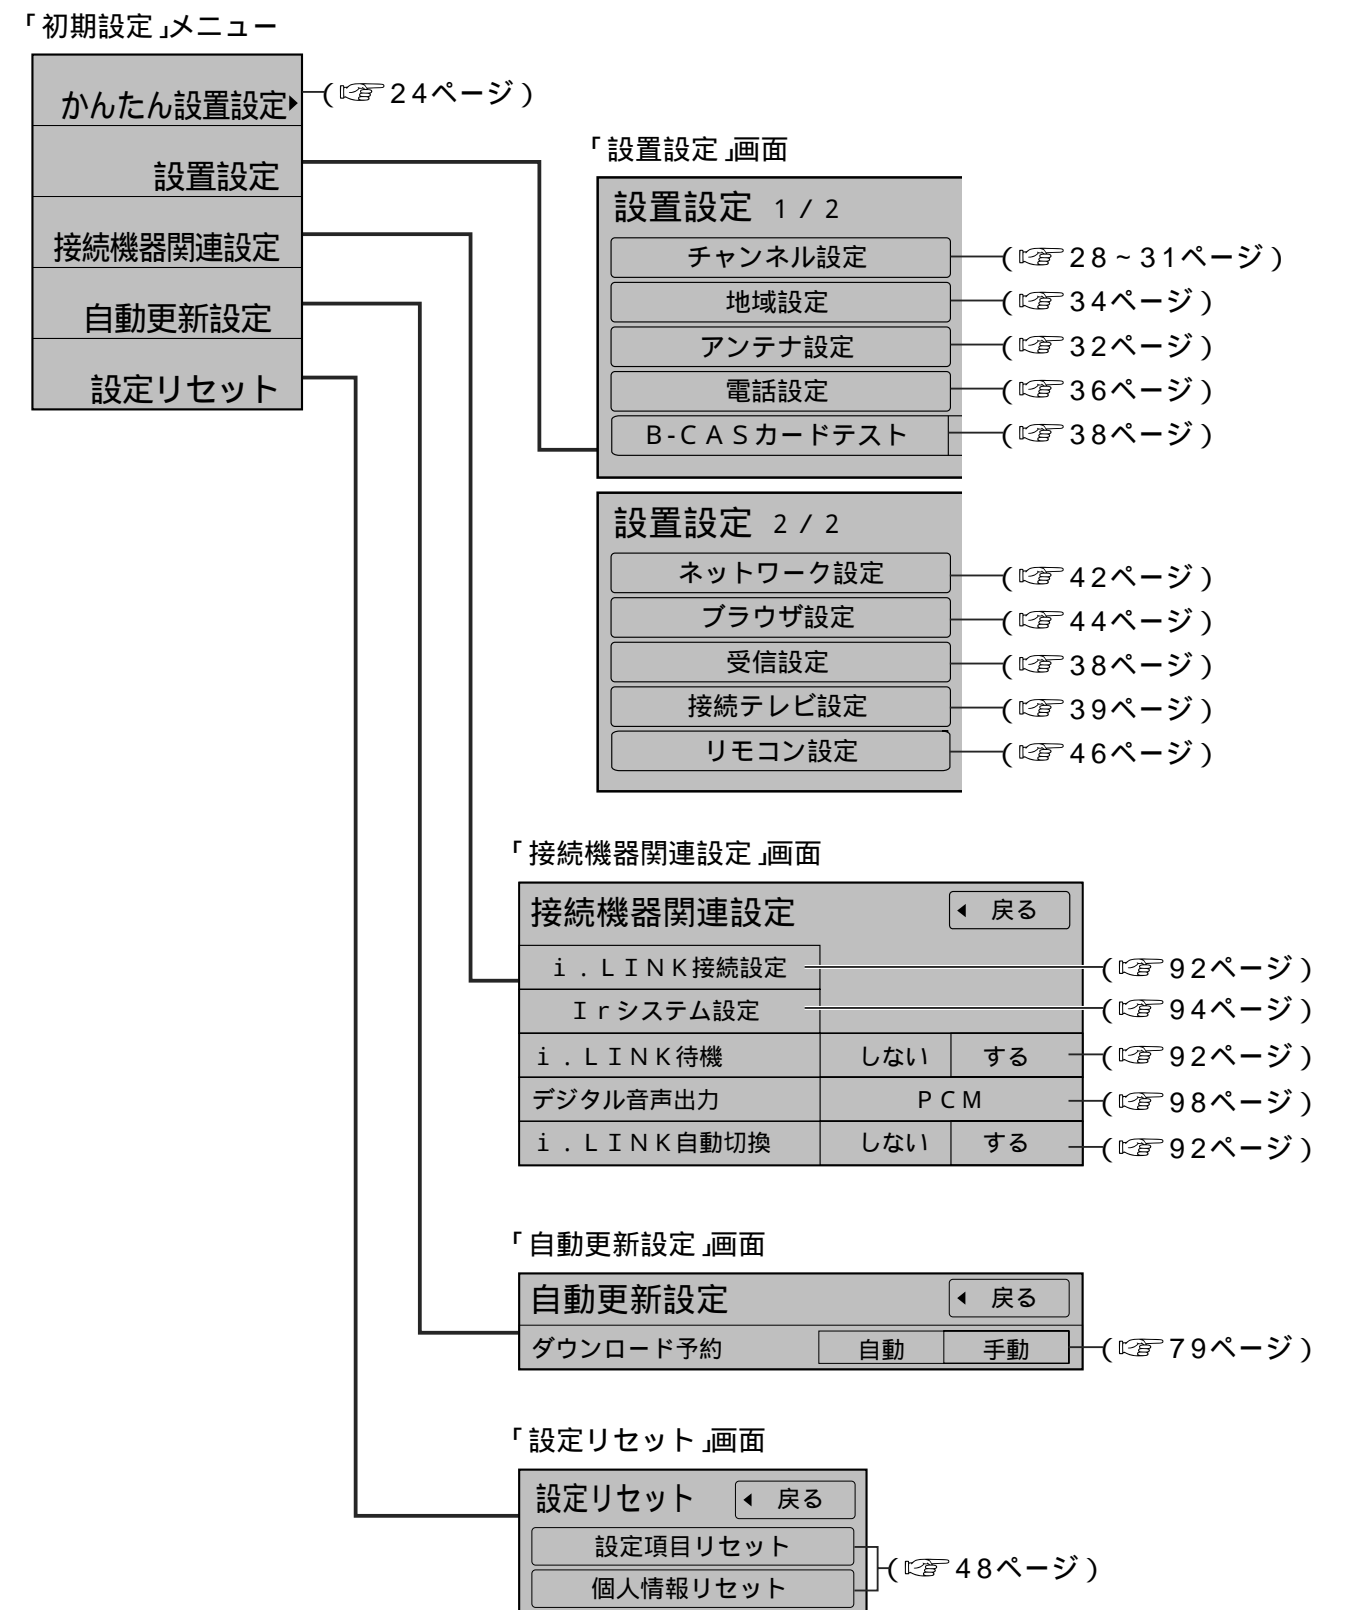 「初期設定」メニュー
かんたん設置設定 (☞24ページ)
設置設定
接続機器関連設定
自動更新設定
設定リセット
「設置設定」画面
設置設定 1/2
チャンネル設定 (☞28~31ページ)
地域設定 (☞34ページ)
アンテナ設定 (☞32ページ)
電話設定 (☞36ページ)
B-CASカードテスト (☞38ページ)
設置設定 2/2
ネットワーク設定 (☞42ページ)
ブラウザ設定 (☞44ページ)
受信設定 (☞38ページ)
接続テレビ設定 (☞39ページ)
リモコン設定 (☞46ページ)
「接続機器関連設定」画面
接続機器関連設定 戻る
i.LINK接続設定 (☞92ページ)
Irシステム設定 (☞94ページ)
i.LINK待機 しない する (☞92ページ)
デジタル音声出力 PCM (☞98ページ)
i.LINK自動切換 しない する (☞92ページ)
「自動更新設定」画面
自動更新設定 戻る
ダウンロード予約 自動 手動 (☞79ページ)
「設定リセット」画面
設定リセット 戻る
設定項目リセット
個人情報リセット
(☞48ページ)